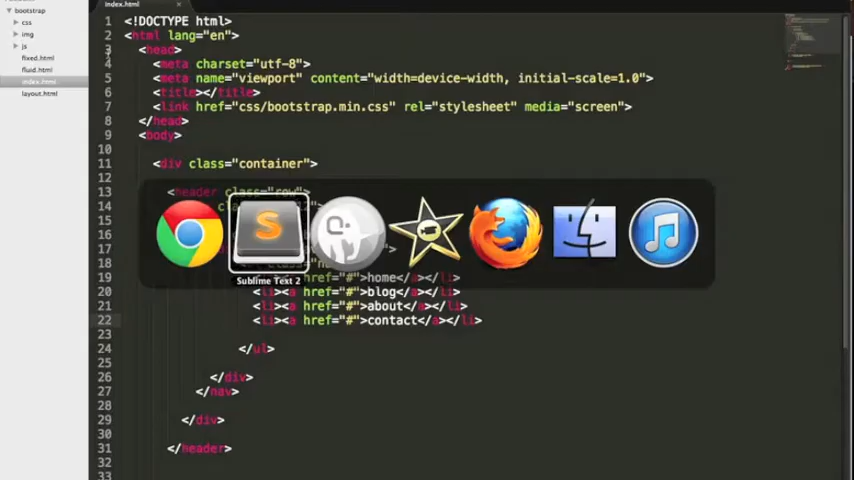 index.html
bootstrap
css
img
js
fixed.html
fluid.html
index.html
layout.html
1 <!DOCTYPE html>
2 <html lang="en">
3 <head>
4 <meta charset="utf-8">
5 <meta name="viewport" content="width=device-width, initial-scale=1.0">
6 <title></title>
7 <link href="css/bootstrap.min.css" rel="stylesheet" media="screen">
8 </head>
9 <body>
10
11 <div class="container">
12
13 <header class="row">
14
15
16
17
18
19 href="#">home</a></li>
20 <li><a href="#">blog</a></li>
21 <li><a href="#">about</a></li>
22 <li><a href="#">contact</a></li>
24 </ul>
25
26 </div>
27 </nav>
28
29 </div>
30
31 </header>
32
33
S
Sublime Text 2